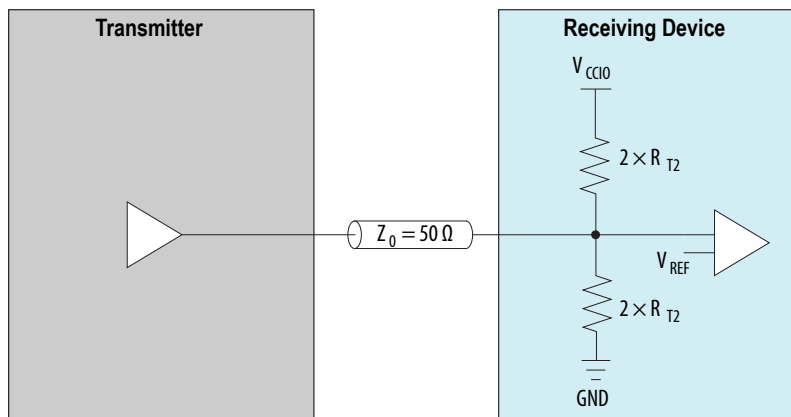 Transmitter
Receiving Device
V CCIO
2 × R T2
Z 0 = 50 Ω
V REF
2 × R T2
GND